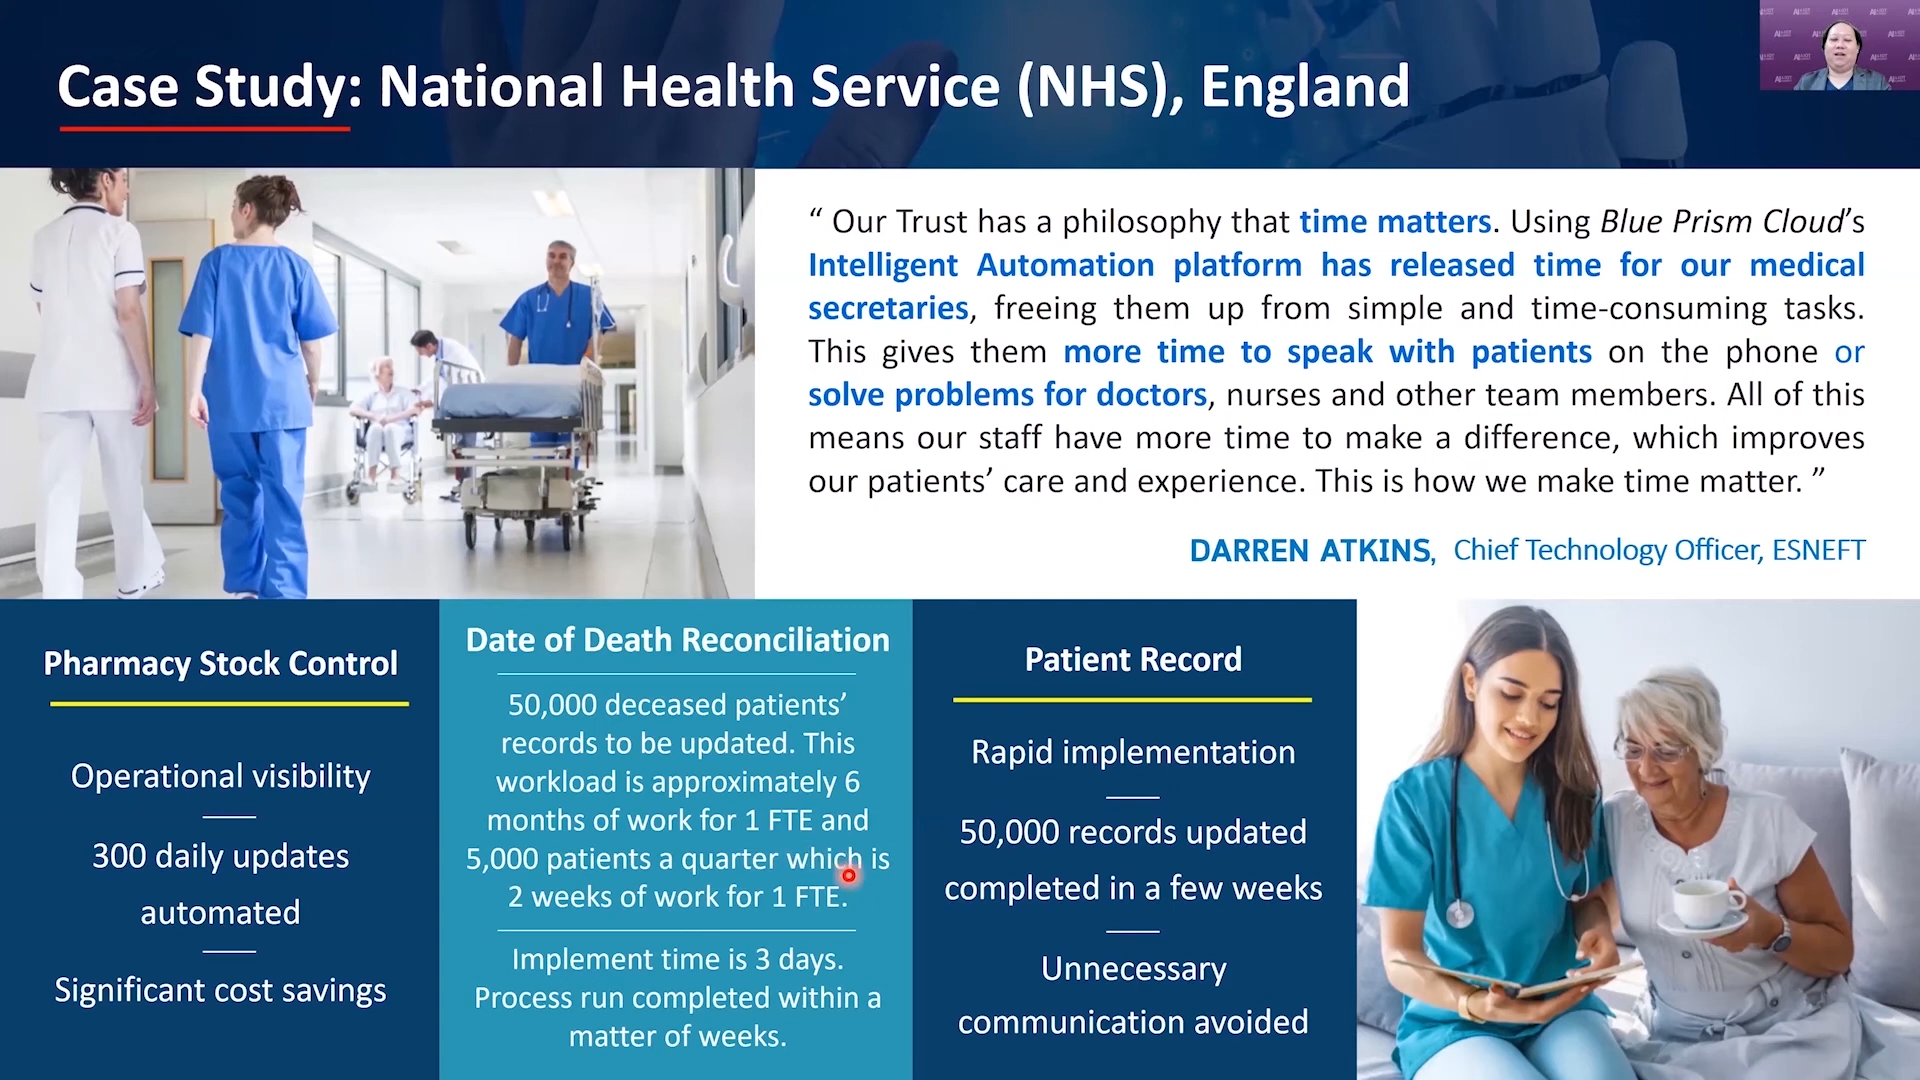 Case Study: National Health Service (NHS), England
“ Our Trust has a philosophy that time matters. Using Blue Prism Cloud’s
Intelligent Automation platform has released time for our medical
secretaries, freeing them up from simple and time-consuming tasks.
This gives them more time to speak with patients on the phone or
solve problems for doctors, nurses and other team members. All of this
means our staff have more time to make a difference, which improves
our patients’ care and experience. This is how we make time matter. ”
DARREN ATKINS, Chief Technology Officer, ESNEFT
Pharmacy Stock Control
Operational visibility
300 daily updates
automated
Significant cost savings
Date of Death Reconciliation
50,000 deceased patients’
records to be updated. This
workload is approximately 6
months of work for 1 FTE and
5,000 patients a quarter which is
2 weeks of work for 1 FTE.
Implement time is 3 days.
Process run completed within a
matter of weeks.
Patient Record
Rapid implementation
50,000 records updated
completed in a few weeks
Unnecessary
communication avoided